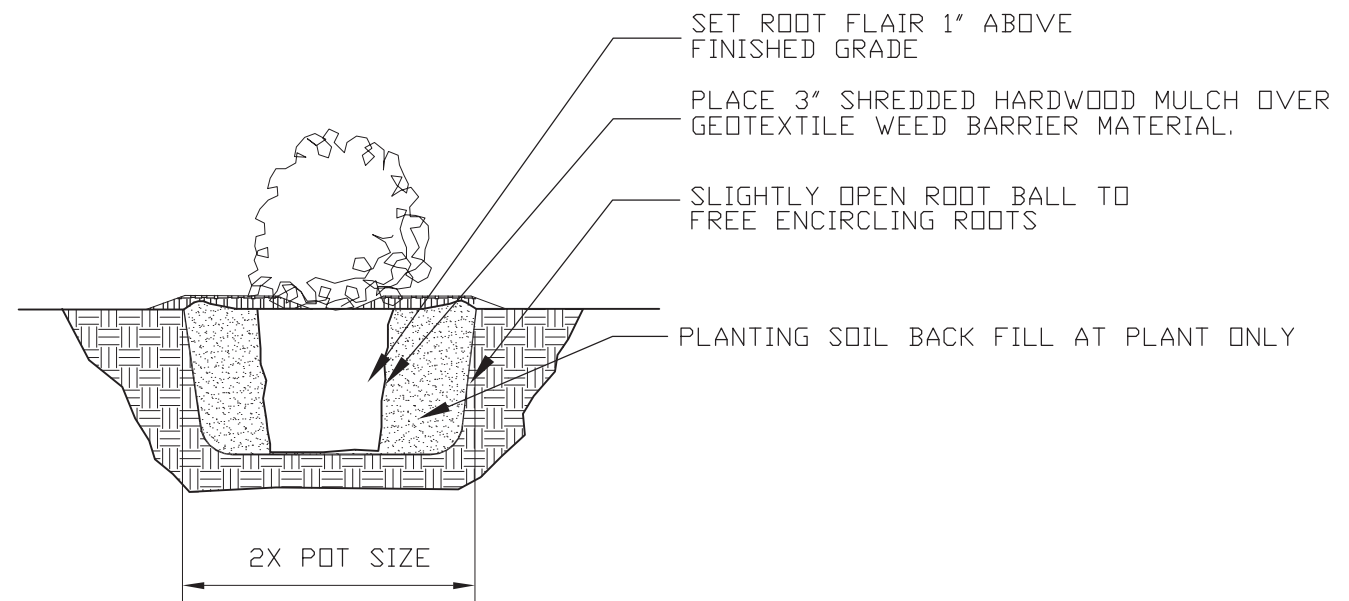 SET ROOT FLAIR 1" ABOVE
FINISHED GRADE
PLACE 3" SHREDDED HARDWOOD MULCH OVER
GEOTEXTILE WEED BARRIER MATERIAL.
SLIGHTLY OPEN ROOT BALL TO
FREE ENCIRCLING ROOTS
PLANTING SOIL BACK FILL AT PLANT ONLY
2X POT SIZE